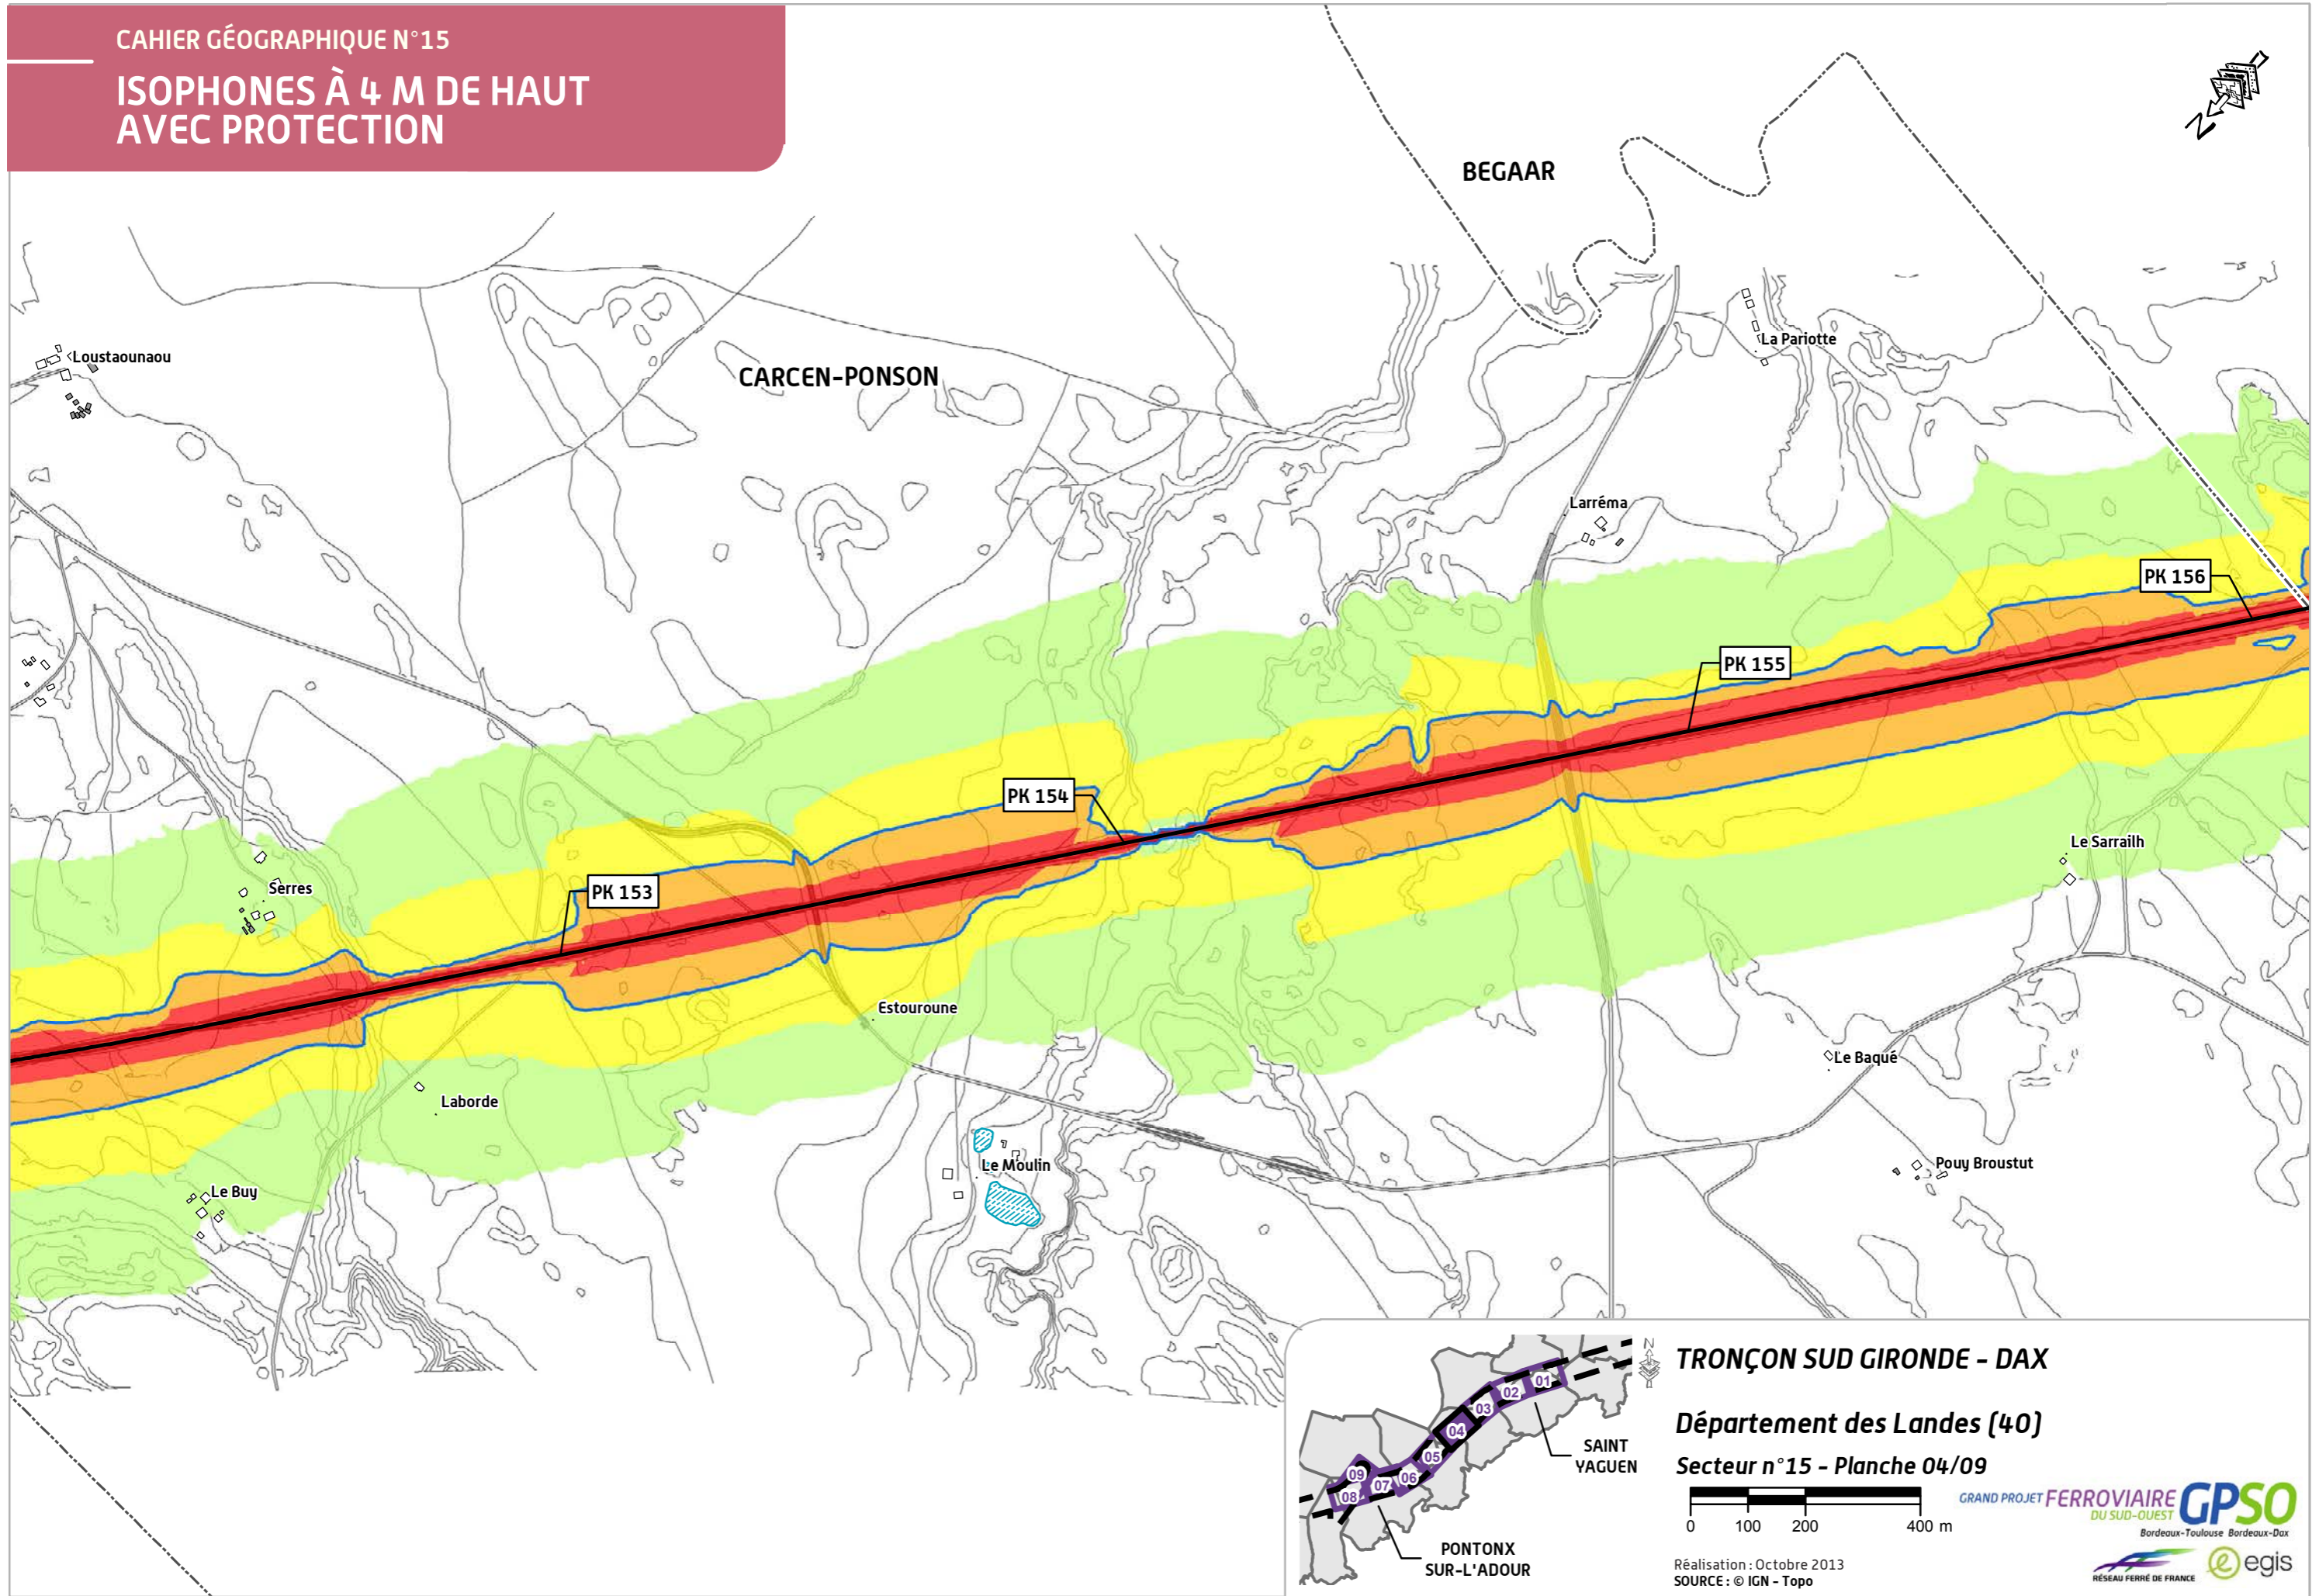 CAHIER GÉOGRAPHIQUE N°15
ISOPHONES À 4 M DE HAUT
AVEC PROTECTION
N
BEGAAR
La Pariotte
Loustaounaou
CARCEN-PONSON
Larréma
PK 156
PK 155
PK 154
Le Sarrailh
Serres
PK 153
Estouroune
Le Baqué
Laborde
Le Moulin
Pouy Broustut
Le Buy
N
01
02
03
04
05
06
07
08
09
SAINT
YAGUEN
PONTONX
SUR-L'ADOUR
TRONÇON SUD GIRONDE - DAX
Département des Landes (40)
Secteur n°15 - Planche 04/09
0 100 200 400 m
Réalisation : Octobre 2013
SOURCE : © IGN - Topo
GRAND PROJET FERROVIAIRE
DU SUD-OUEST
GPSO
Bordeaux-Toulouse Bordeaux-Dax
RÉSEAU FERRÉ DE FRANCE
e egis